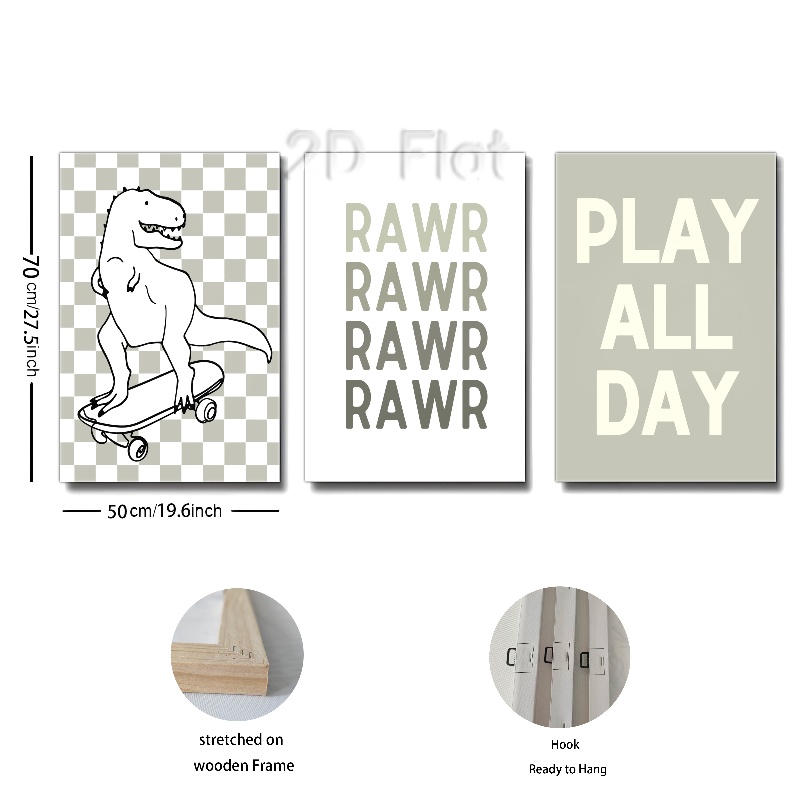 2D Flat
RAWR
RAWR
RAWR
RAWR
PLAY
ALL
DAY
70cm/27.5inch
50cm/19.6inch
stretched on
wooden Frame
Hook
Ready to Hang